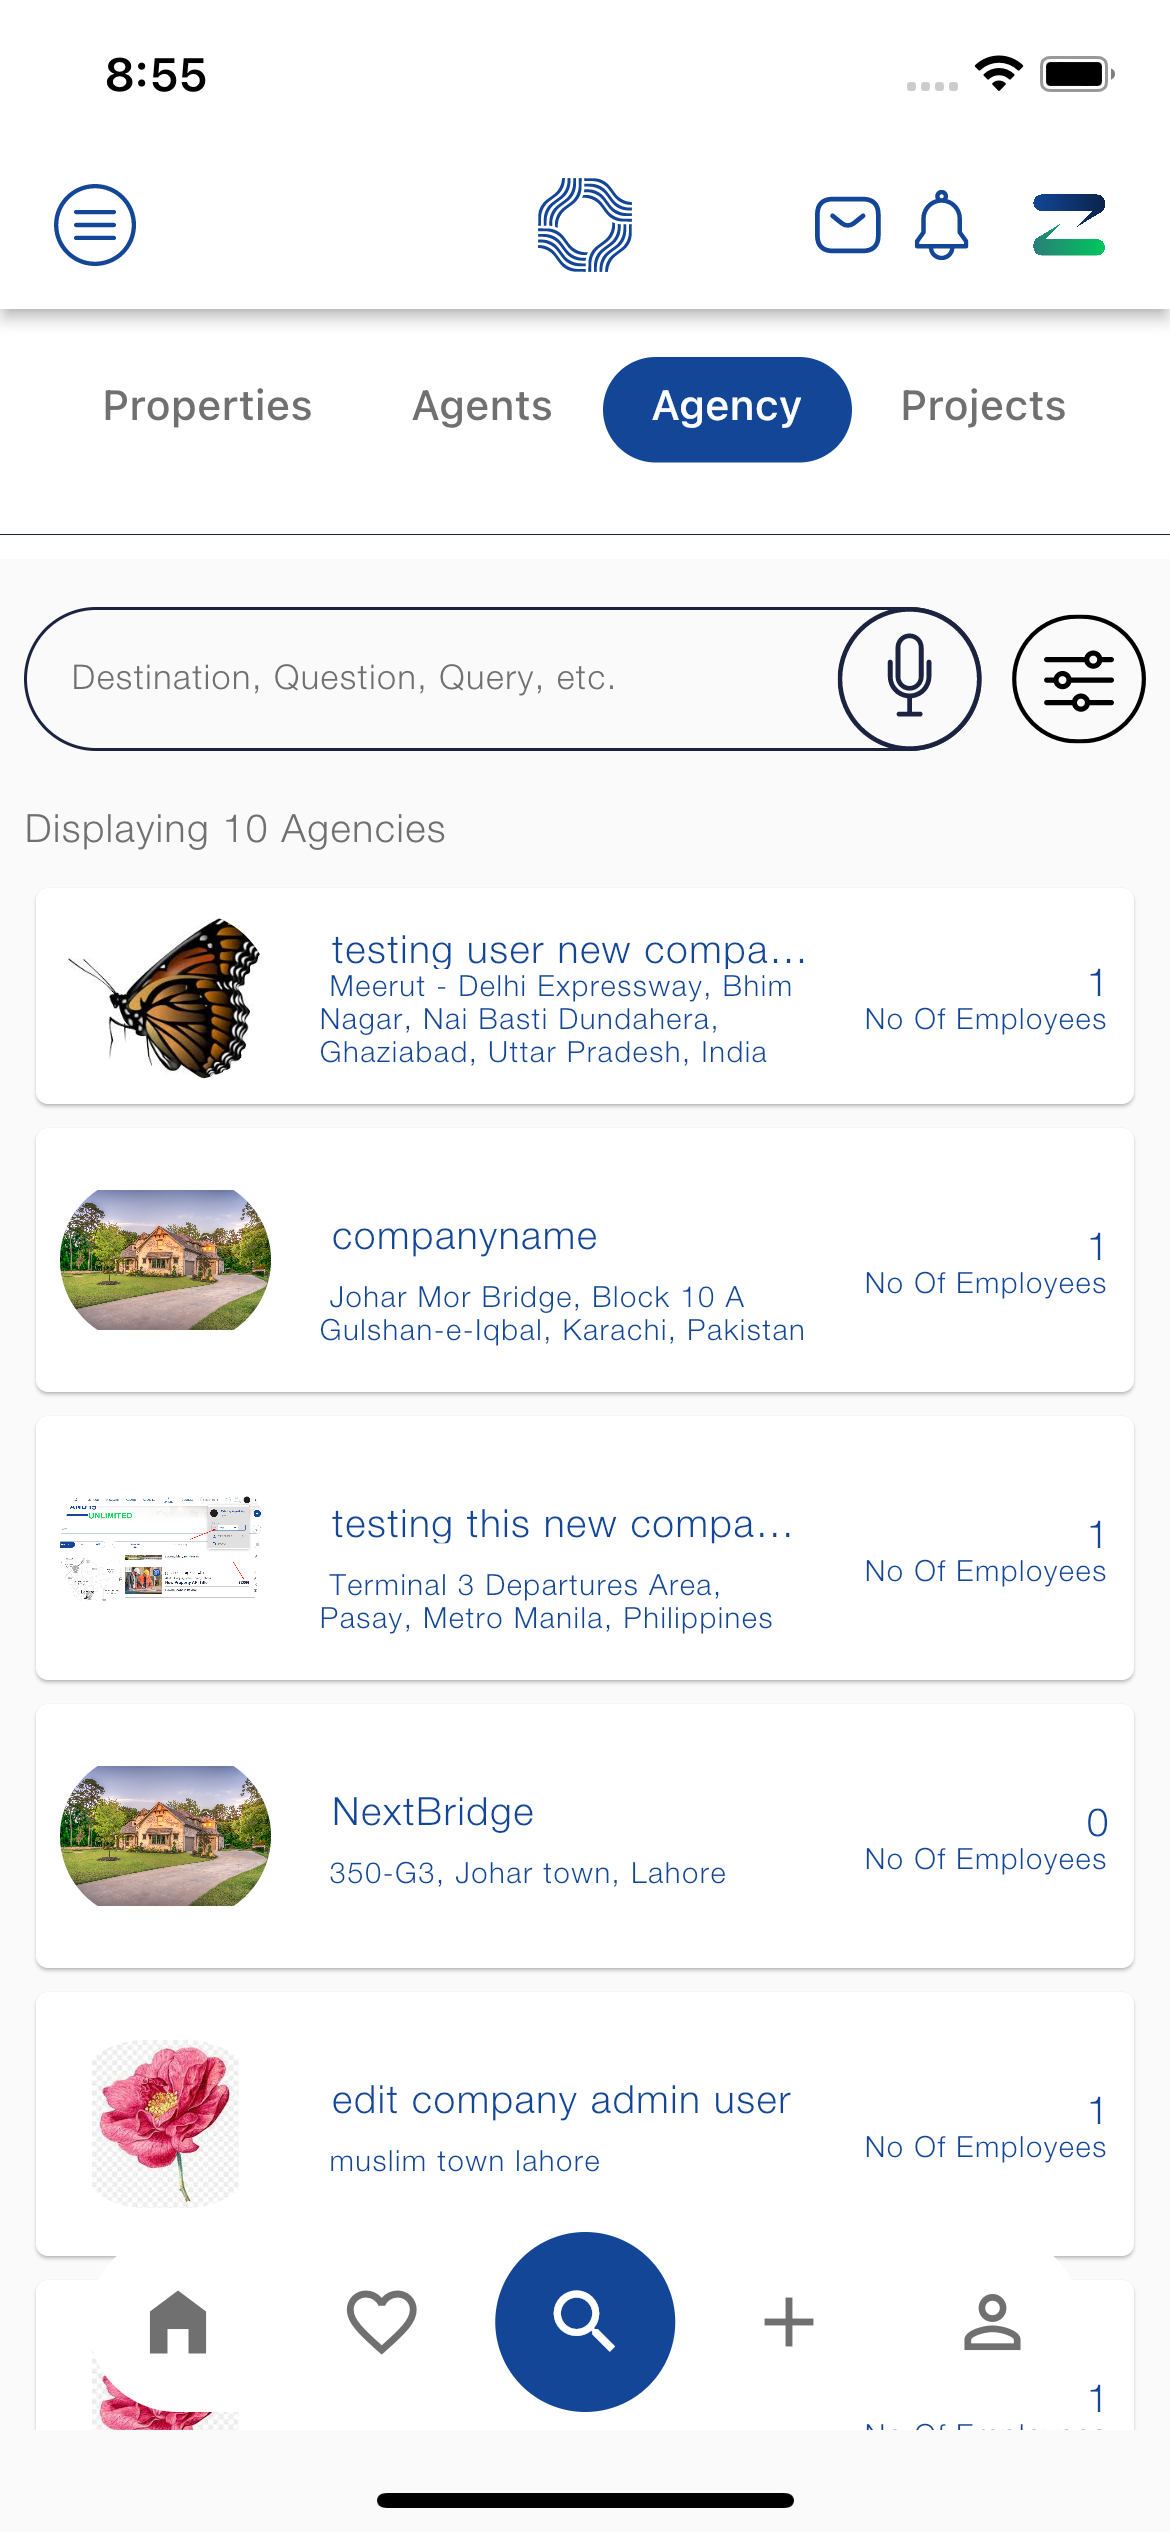 8:55
Properties
Agents
Agency
Projects
Destination, Question, Query, etc.
Displaying 10 Agencies
testing user new compa...
Meerut - Delhi Expressway, Bhim
Nagar, Nai Basti Dundahera,
Ghaziabad, Uttar Pradesh, India
1
No Of Employees
companyname
Johar Mor Bridge, Block 10 A
Gulshan-e-Iqbal, Karachi, Pakistan
1
No Of Employees
UNLIMITED
testing this new compa...
Terminal 3 Departures Area,
Pasay, Metro Manila, Philippines
1
No Of Employees
NextBridge
350-G3, Johar town, Lahore
0
No Of Employees
edit company admin user
muslim town lahore
1
No Of Employees
1